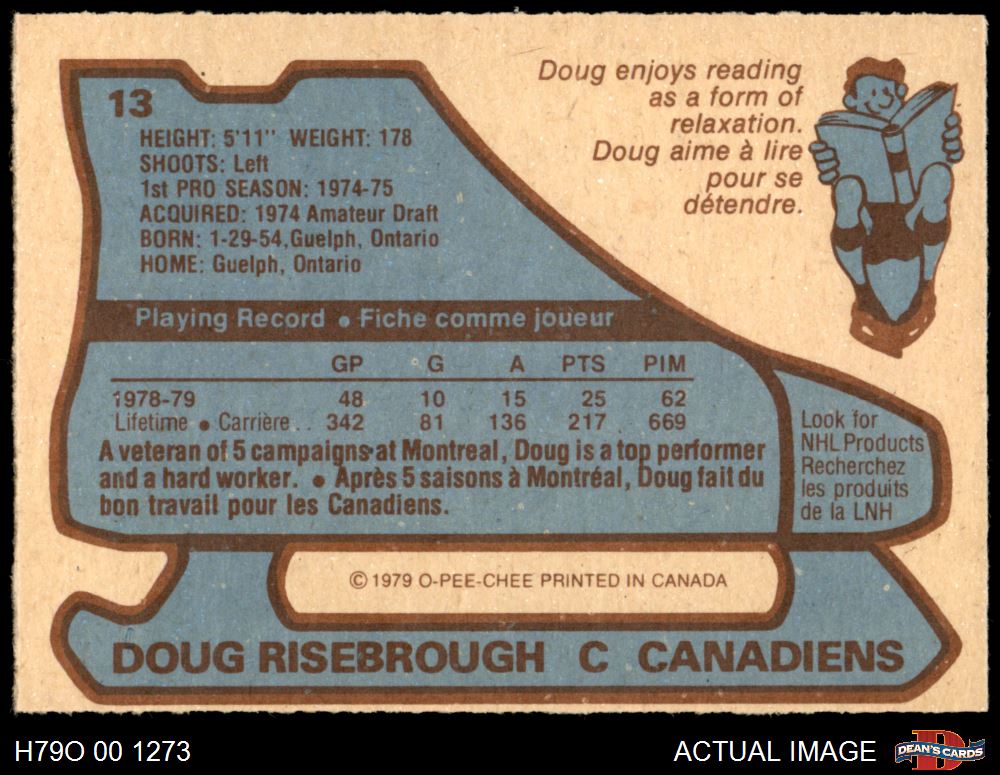 13
HEIGHT: 5'11" WEIGHT: 178
SHOOTS: Left
1st PRO SEASON: 1974-75
ACQUIRED: 1974 Amateur Draft
BORN: 1-29-54, Guelph, Ontario
HOME: Guelph, Ontario
Doug enjoys reading
as a form of
relaxation.
Doug aime à lire
pour se
détendre.
Playing Record • Fiche comme joueur
GP G A PTS PIM
1978-79 48 10 15 25 62
Lifetime • Carrière . . 342 81 136 217 669
A veteran of 5 campaigns at Montreal, Doug is a top performer
and a hard worker. • Après 5 saisons à Montréal, Doug fait du
bon travail pour les Canadiens.
Look for
NHL Products
Recherchez
les produits
de la LNH
© 1979 O-PEE-CHEE PRINTED IN CANADA
DOUG RISEBROUGH C CANADIENS
H79O 00 1273
ACTUAL IMAGE
DEAN'S CARDS